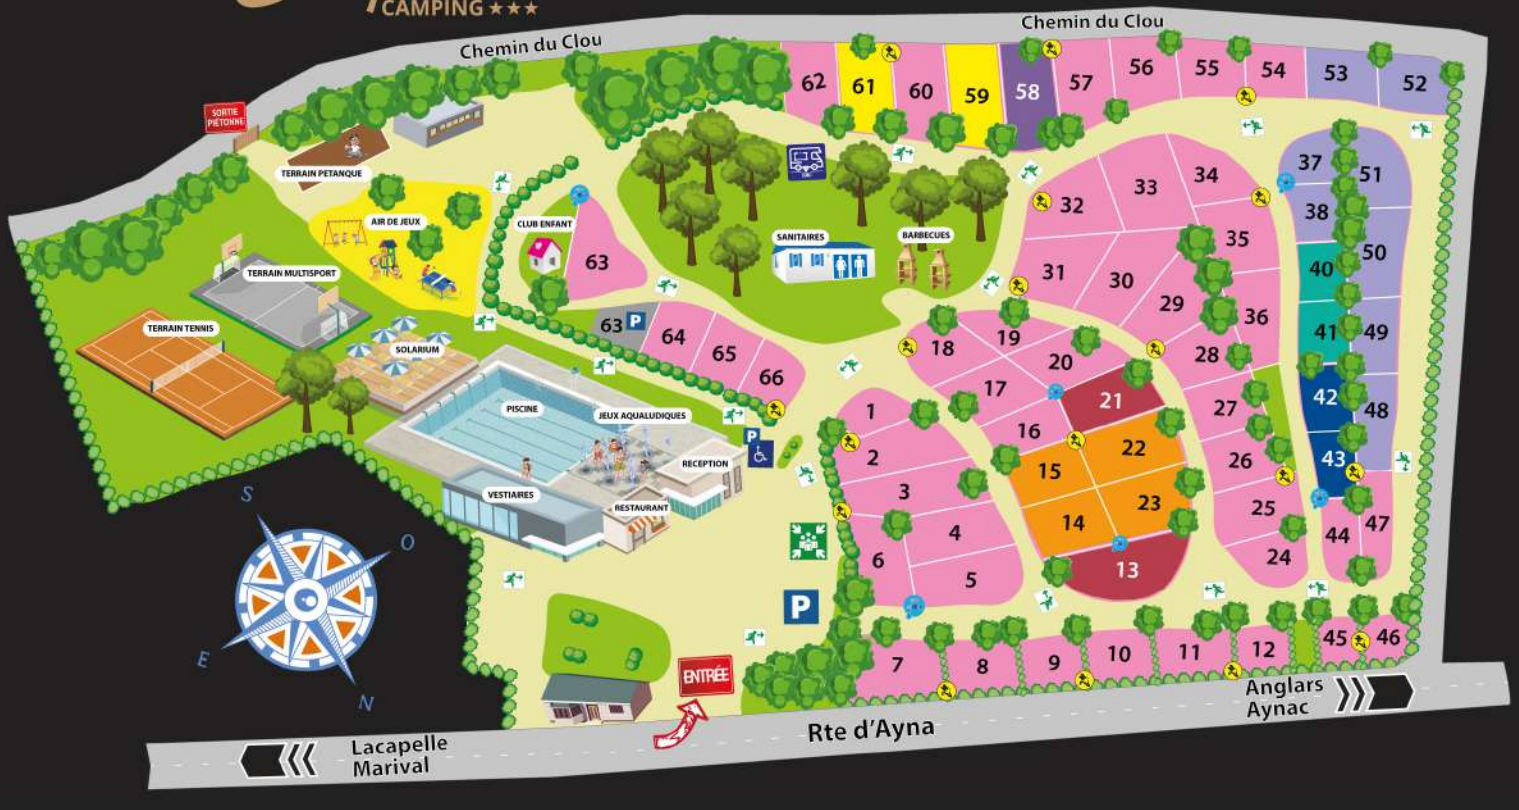 CAMPING ★★★
Chemin du Clou
Chemin du Clou
SORTIE
PIÉTONNE
TERRAIN PETANQUE
AIR DE JEUX
CLUB ENFANT
TERRAIN MULTISPORT
TERRAIN TENNIS
SOLARIUM
PISCINE
JEUX AQUALUDIQUES
VESTIAIRES
RECEPTION
RESTAURANT
SANITAIRES
BARBECUES
62
61
60
59
58
57
56
55
54
53
52
63
63 P
64
65
66
32
33
34
35
31
30
29
36
28
27
26
25
24
37
51
38
50
40
41
49
42
48
43
44
47
18
19
20
17
21
16
22
15
23
14
13
1
2
3
4
6
5
7
8
9
10
11
12
45
46
P
P
S
O
E
N
ENTRÉE
Lacapelle
Marival
Rte d'Ayna
Anglars
Aynac